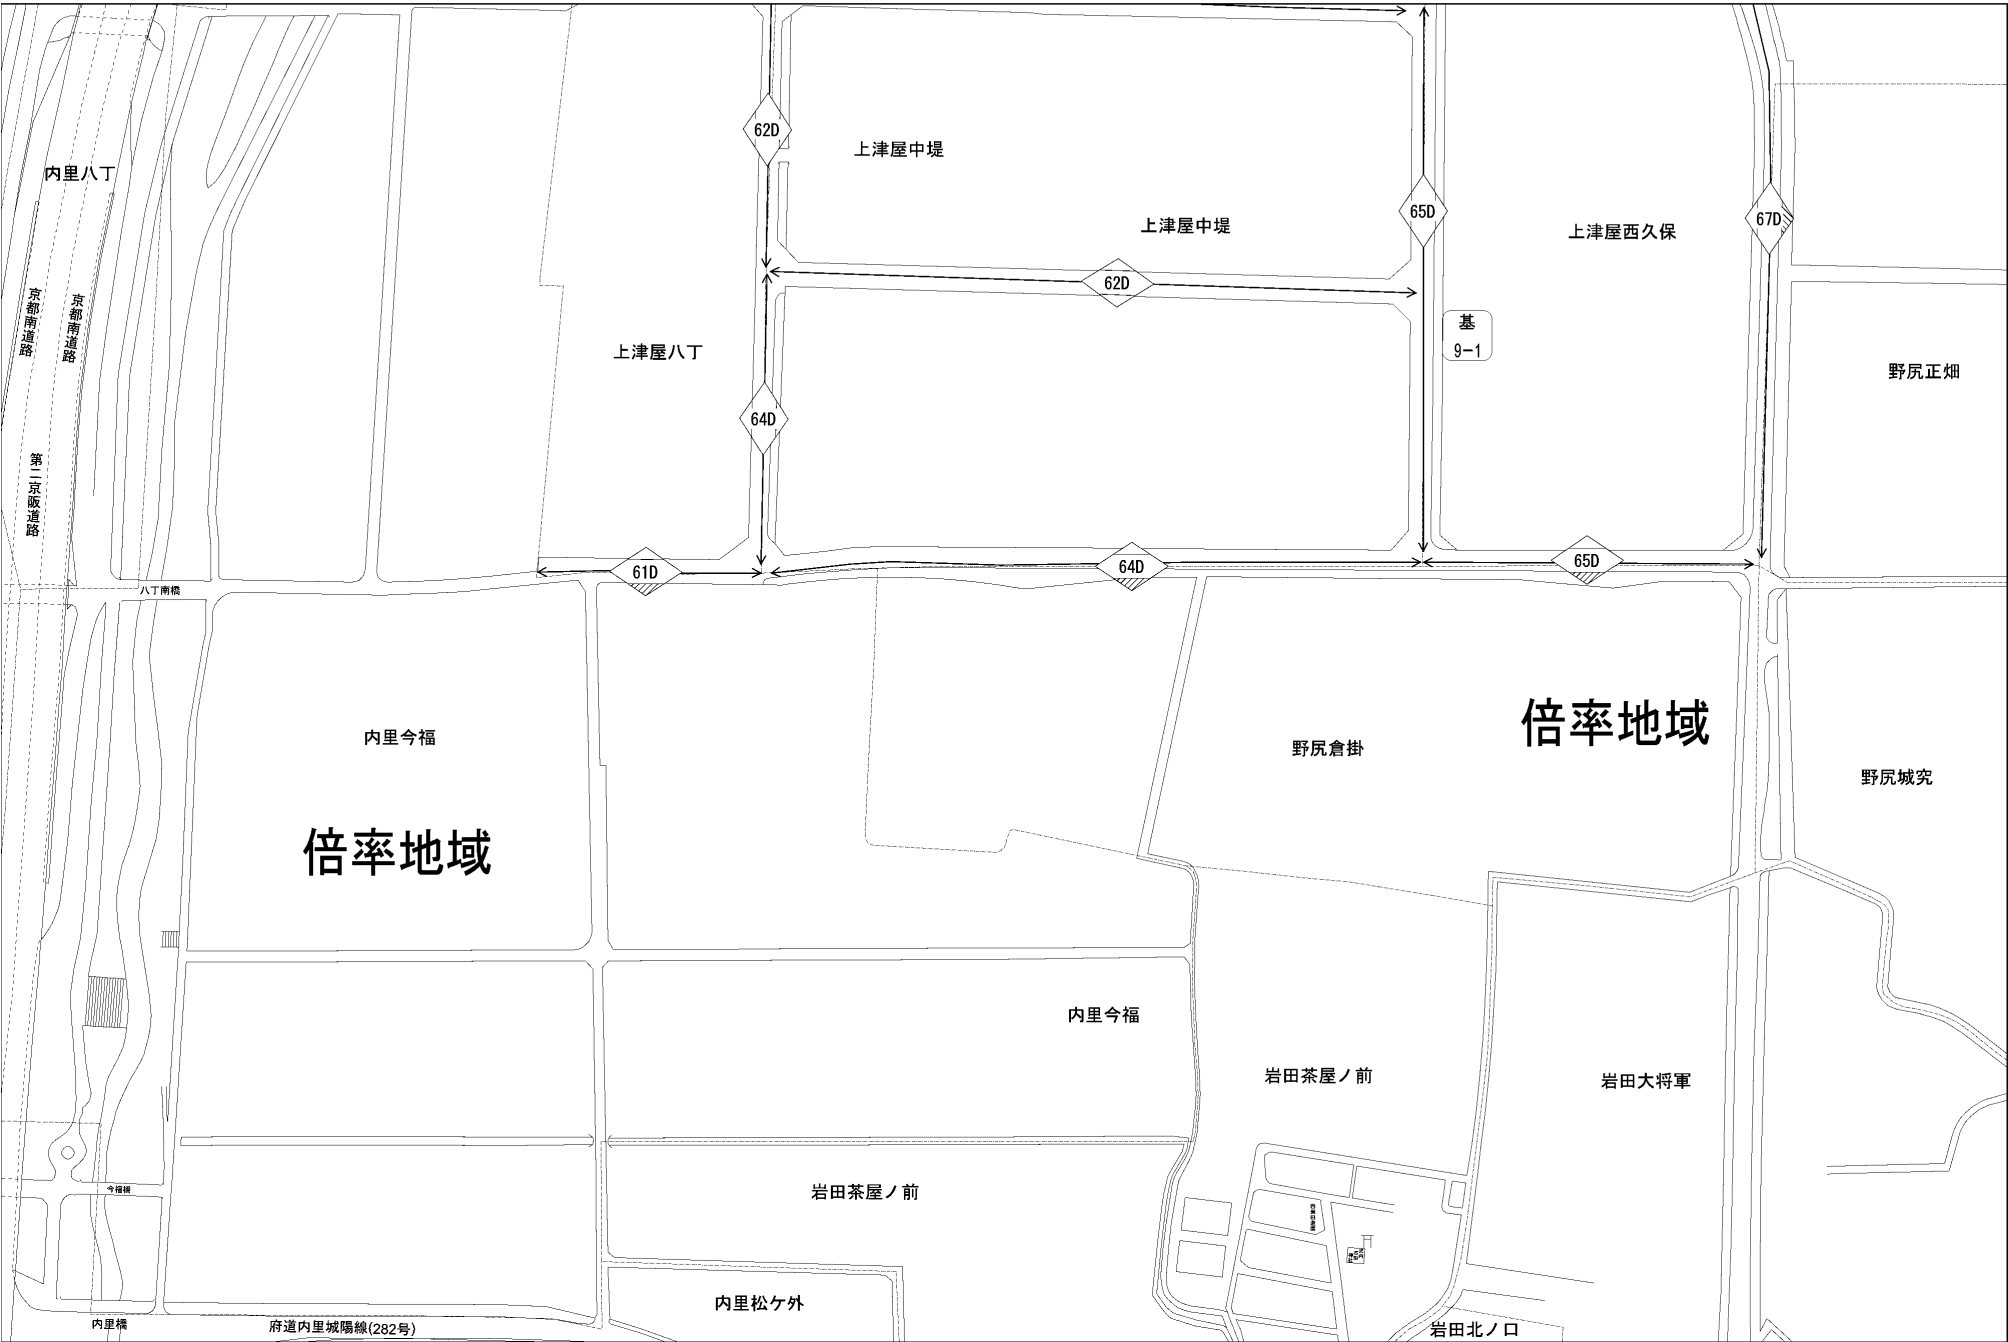 62D
上津屋中堤
内里八丁
65D
67D
上津屋中堤
上津屋西久保
62D
京都南道路
京都南道路
基
9-1
上津屋八丁
野尻正畑
64D
第二京阪道路
61D
64D
65D
八丁南橋
内里今福
倍率地域
野尻倉掛
野尻城究
倍率地域
内里今福
岩田茶屋ノ前
岩田大将軍
今福橋
岩田茶屋ノ前
内里松ケ外
内里橋
府道内里城陽線(282号)
岩田北ノ口